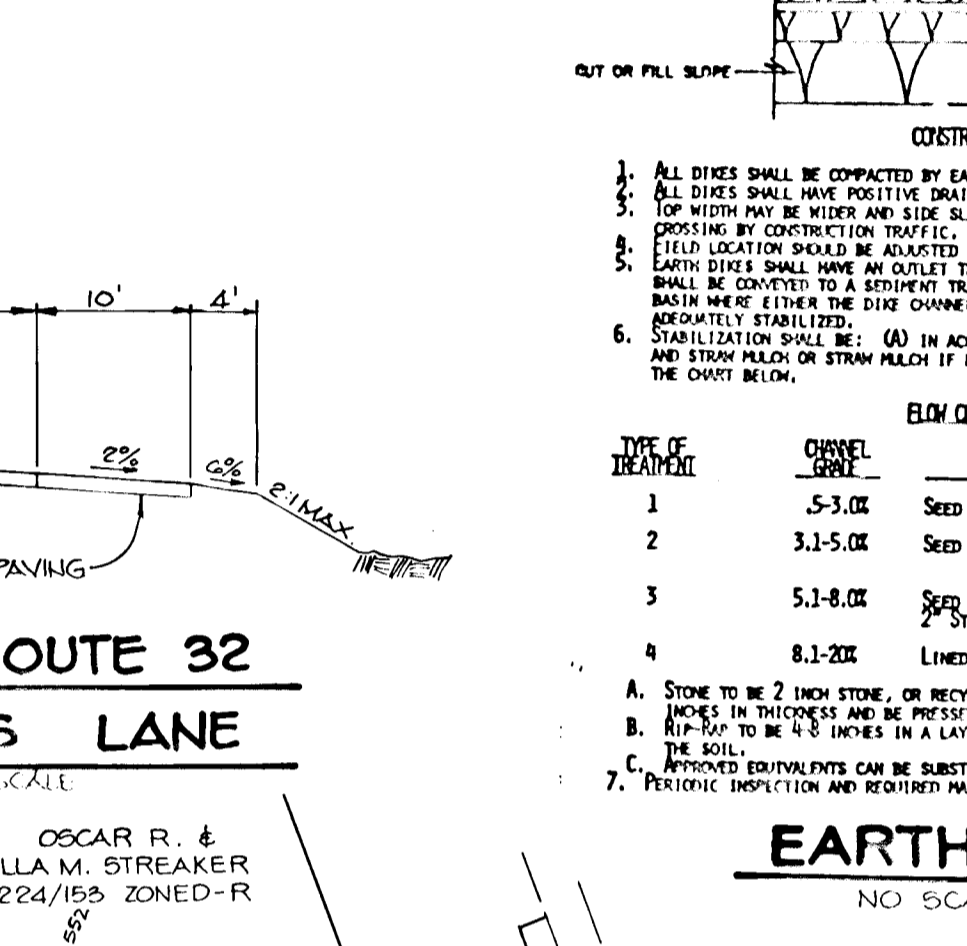 CUT OR FILL SLOPE
CONSTR
1. ALL DIKES SHALL BE COMPACTED BY EA
2. ALL DIKES SHALL HAVE POSITIVE DRAI
3. TOP WIDTH MAY BE WIDER AND SIDE SL
CROSSING BY CONSTRUCTION TRAFFIC.
4. FIELD LOCATION SHOULD BE ADJUSTED
5. EARTH DIKES SHALL HAVE AN OUTLET T
SHALL BE CONVEYED TO A SEDIMENT TR
BASIN WHERE EITHER THE DIKE CHANNE
ADEQUATELY STABILIZED.
6. STABILIZATION SHALL BE: (A) IN AC
AND STRAW MULCH OR STRAW MULCH IF
THE CHART BELOW.
FLOW C
TYPE OF TREATMENT CHANNEL GRADE
1 .5-3.0% SEED
2 3.1-5.0% SEED
3 5.1-8.0% SEED
2" ST
4 8.1-20% LINED
A. STONE TO BE 2 INCH STONE, OR RECY
INCHES IN THICKNESS AND BE PRESSE
B. RIP-RAP TO BE 4-8 INCHES IN A LAY
THE SOIL.
C. APPROVED EQUIVALENTS CAN BE SUBST
7. PERIODIC INSPECTION AND REQUIRED MA
EARTH
NO SCA
10' 4'
2% 6%
2:1 MAX.
PAVING
OUTE 32
S LANE
SCALE
OSCAR R. &
LLA M. STREAKER
224/153 ZONED-R
552